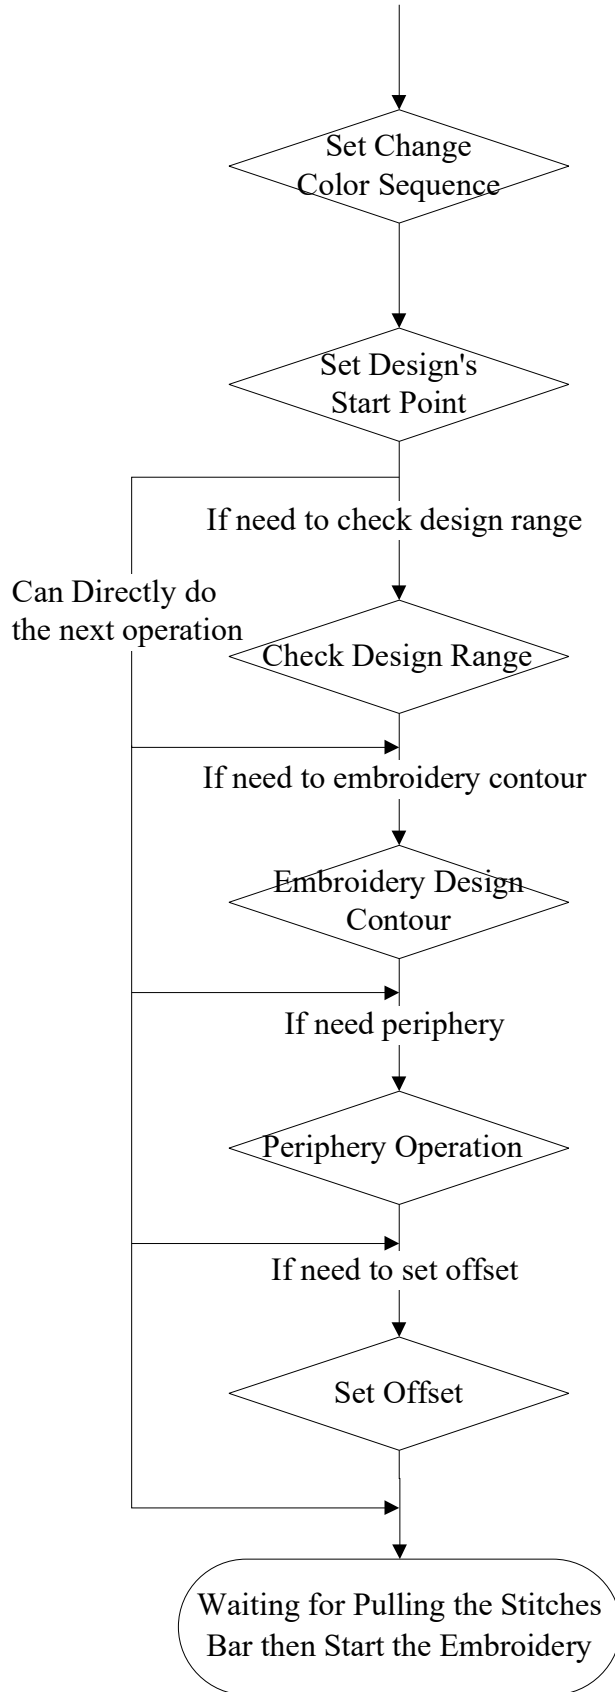 Set Change
Color Sequence
Set Design's
Start Point
If need to check design range
Can Directly do
the next operation
Check Design Range
If need to embroidery contour
Embroidery Design
Contour
If need periphery
Periphery Operation
If need to set offset
Set Offset
Waiting for Pulling the Stitches
Bar then Start the Embroidery